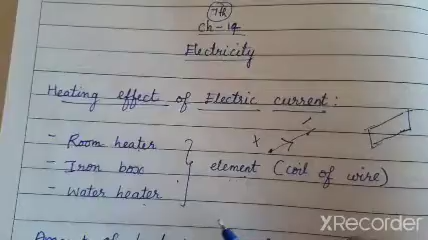 7th
Ch - 14
Electricity
Heating effect of Electric current :
- Room heater
- Iron box
- Water heater
element (coil of wire)
XRecorder